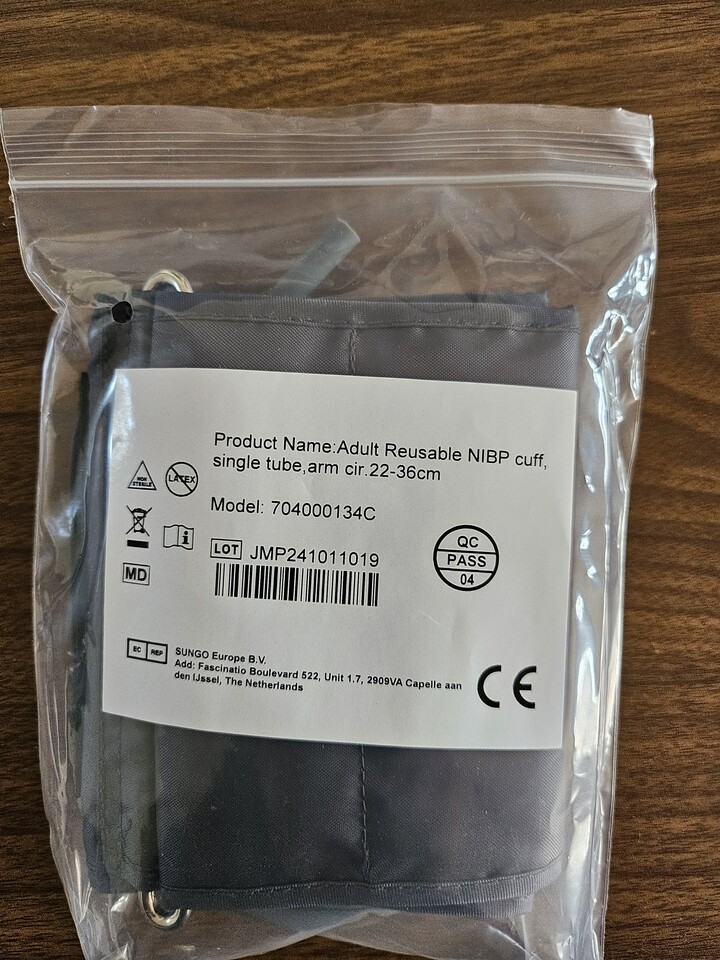 Product Name:Adult Reusable NIBP cuff,
single tube,arm cir.22-36cm
NON
STERILE
LATEX
Model: 704000134C
LOT JMP241011019
QC
PASS
04
MD
EC REP
SUNGO Europe B.V.
Add: Fascinatio Boulevard 522, Unit 1.7, 2909VA Capelle aan
den IJssel, The Netherlands
CE